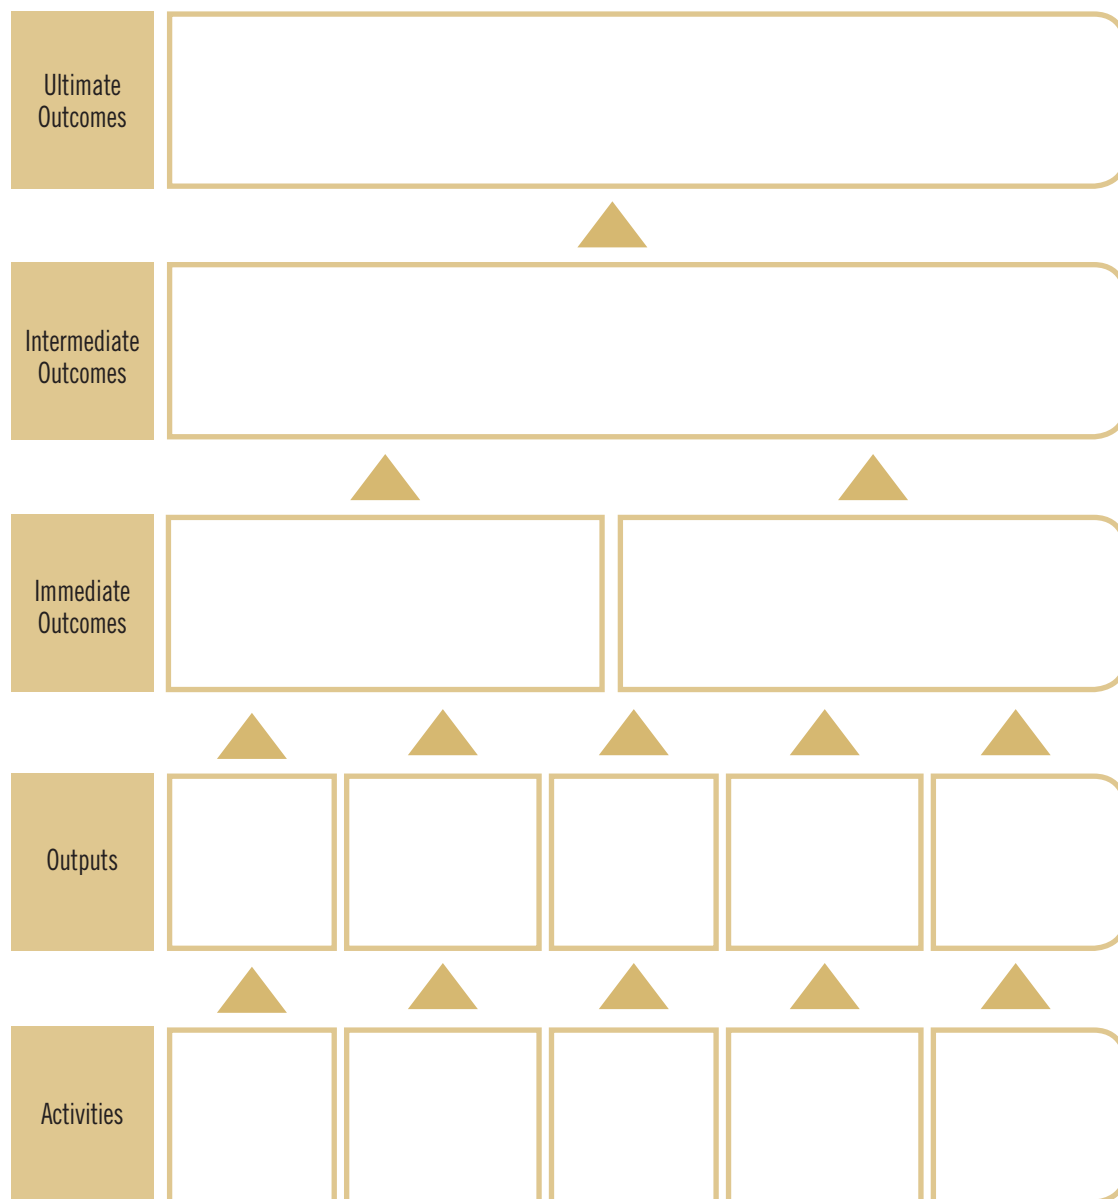 Ultimate
Outcomes
Intermediate
Outcomes
Immediate
Outcomes
Outputs
Activities